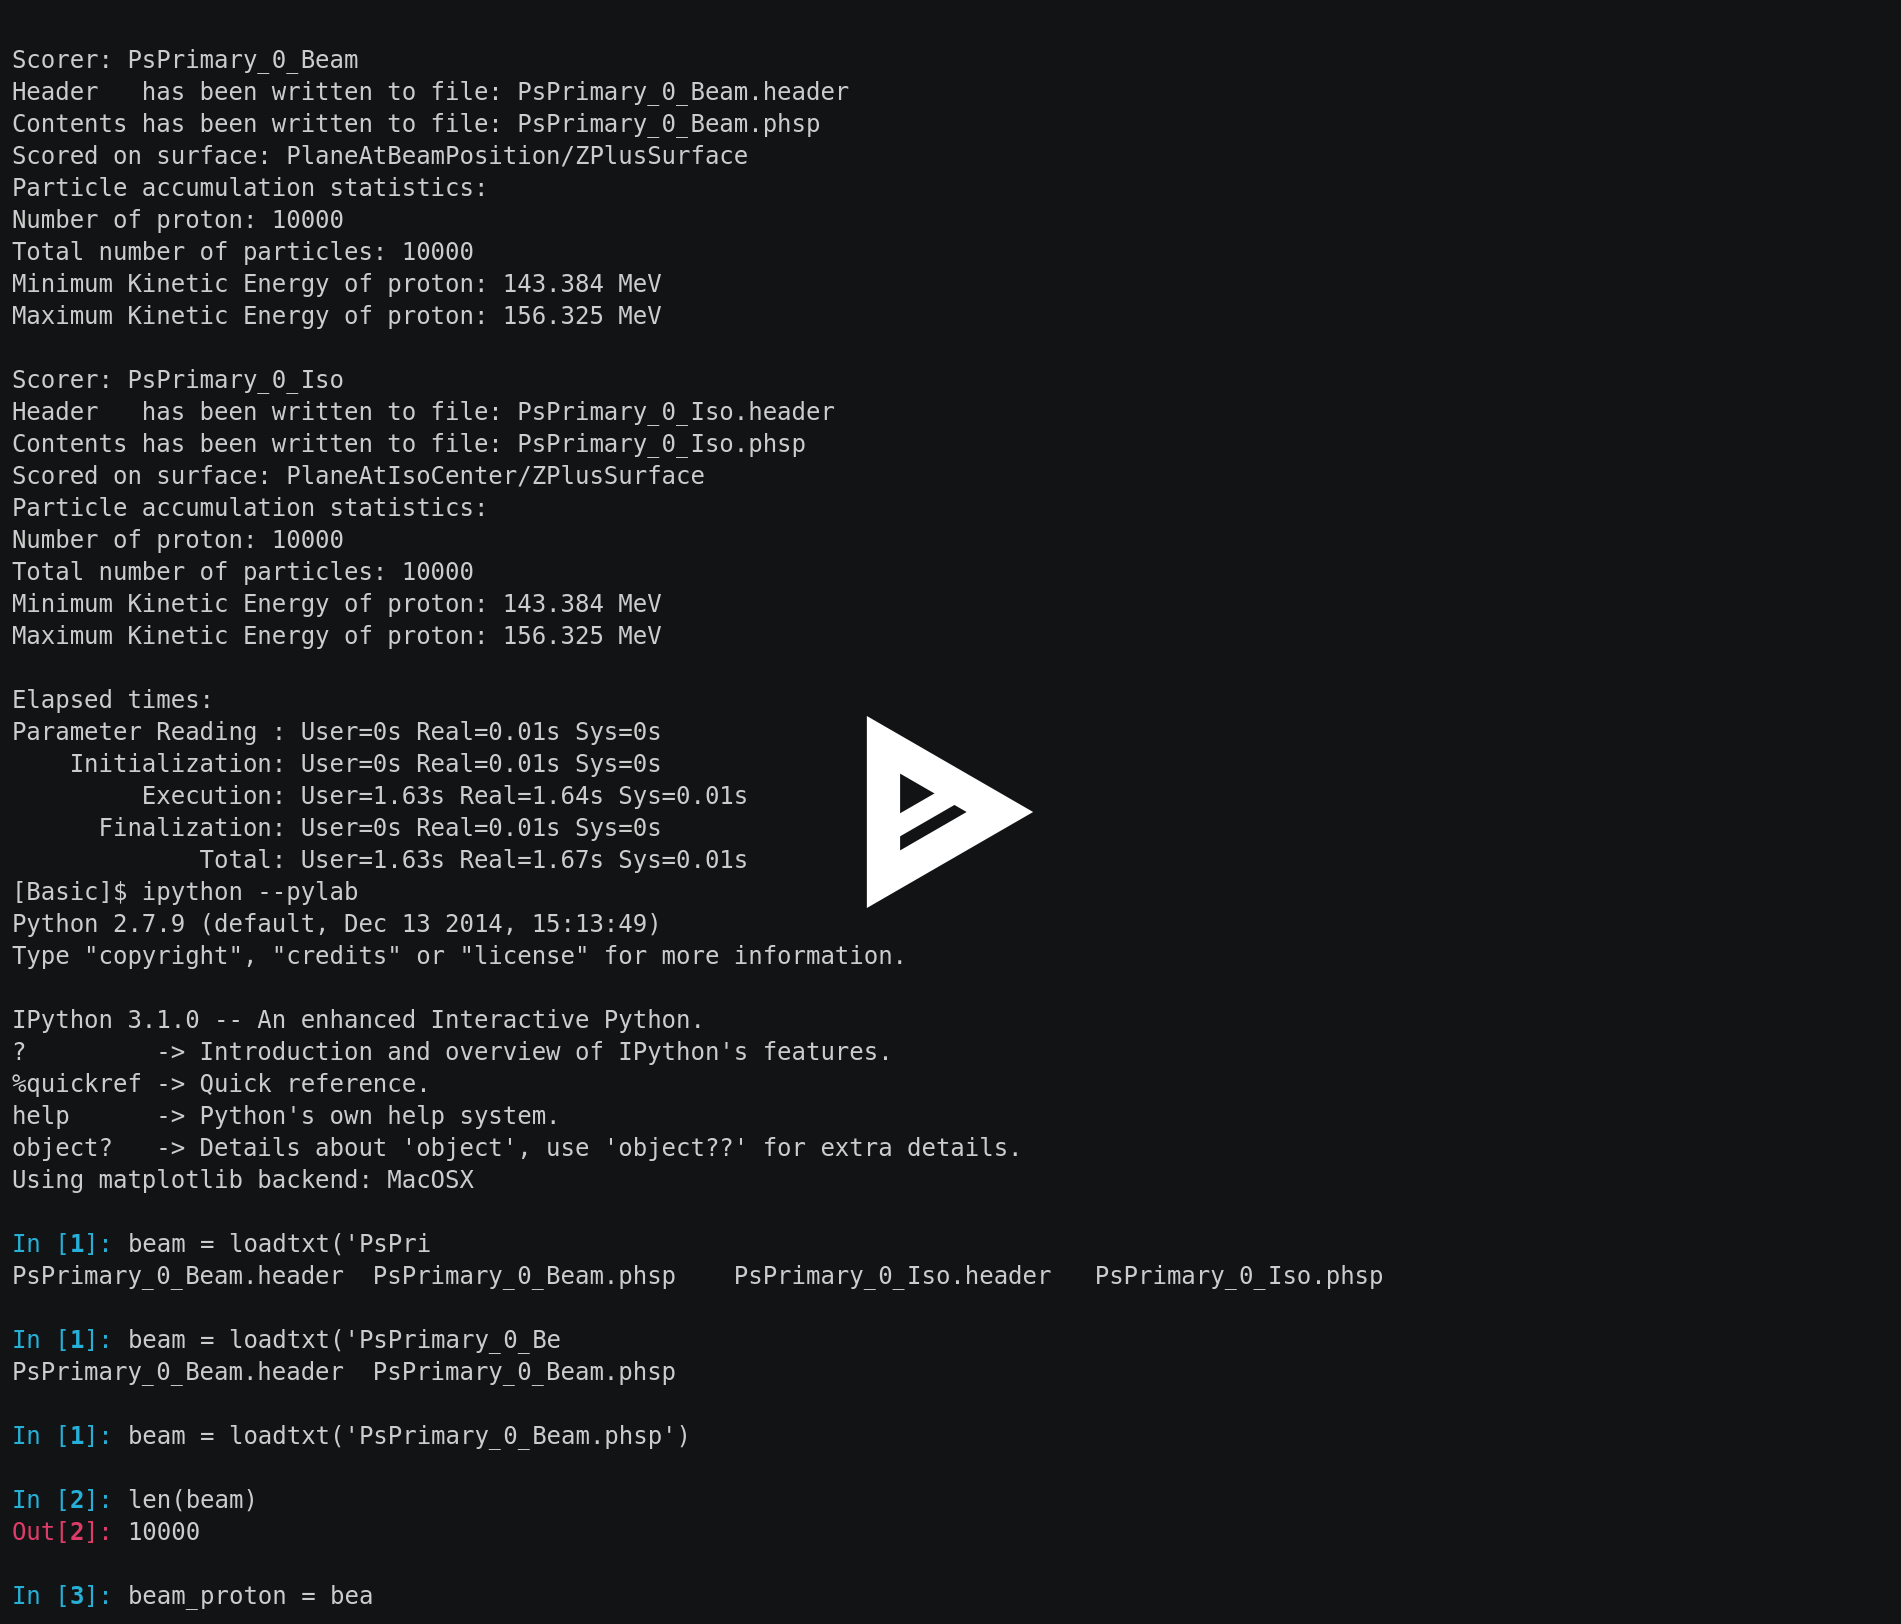 Scorer: PsPrimary_0_Beam
Header   has been written to file: PsPrimary_0_Beam.header
Contents has been written to file: PsPrimary_0_Beam.phsp
Scored on surface: PlaneAtBeamPosition/ZPlusSurface
Particle accumulation statistics:
Number of proton: 10000
Total number of particles: 10000
Minimum Kinetic Energy of proton: 143.384 MeV
Maximum Kinetic Energy of proton: 156.325 MeV

Scorer: PsPrimary_0_Iso
Header   has been written to file: PsPrimary_0_Iso.header
Contents has been written to file: PsPrimary_0_Iso.phsp
Scored on surface: PlaneAtIsoCenter/ZPlusSurface
Particle accumulation statistics:
Number of proton: 10000
Total number of particles: 10000
Minimum Kinetic Energy of proton: 143.384 MeV
Maximum Kinetic Energy of proton: 156.325 MeV

Elapsed times:
Parameter Reading : User=0s Real=0.01s Sys=0s
    Initialization: User=0s Real=0.01s Sys=0s
         Execution: User=1.63s Real=1.64s Sys=0.01s
      Finalization: User=0s Real=0.01s Sys=0s
             Total: User=1.63s Real=1.67s Sys=0.01s
[Basic]$ ipython --pylab
Python 2.7.9 (default, Dec 13 2014, 15:13:49)
Type "copyright", "credits" or "license" for more information.

IPython 3.1.0 -- An enhanced Interactive Python.
?         -> Introduction and overview of IPython's features.
%quickref -> Quick reference.
help      -> Python's own help system.
object?   -> Details about 'object', use 'object??' for extra details.
Using matplotlib backend: MacOSX

In [1]: beam = loadtxt('PsPri
PsPrimary_0_Beam.header  PsPrimary_0_Beam.phsp    PsPrimary_0_Iso.header   PsPrimary_0_Iso.phsp

In [1]: beam = loadtxt('PsPrimary_0_Be
PsPrimary_0_Beam.header  PsPrimary_0_Beam.phsp

In [1]: beam = loadtxt('PsPrimary_0_Beam.phsp')

In [2]: len(beam)
Out[2]: 10000

In [3]: beam_proton = bea